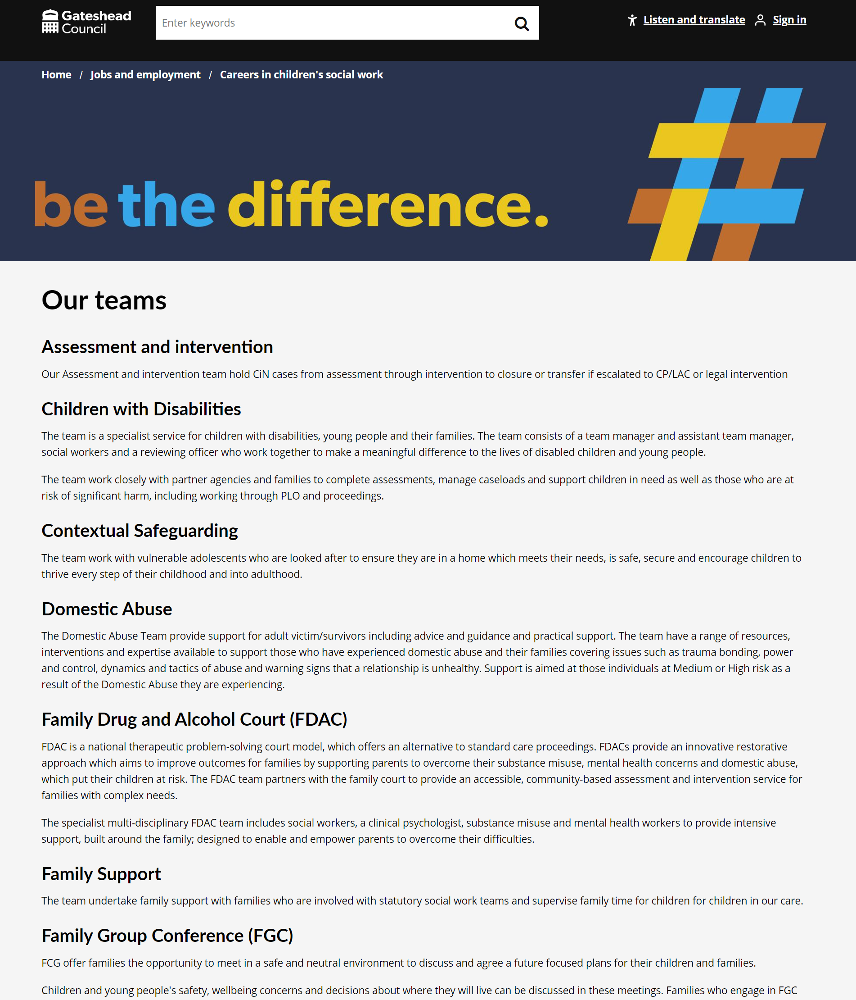 Gateshead
Council
Enter keywords
Listen and translate
Sign in
Home / Jobs and employment / Careers in children's social work
be the difference.
#
Our teams
Assessment and intervention
Our Assessment and intervention team hold CiN cases from assessment through intervention to closure or transfer if escalated to CP/LAC or legal intervention
Children with Disabilities
The team is a specialist service for children with disabilities, young people and their families. The team consists of a team manager and assistant team manager,
social workers and a reviewing officer who work together to make a meaningful difference to the lives of disabled children and young people.
The team work closely with partner agencies and families to complete assessments, manage caseloads and support children in need as well as those who are at
risk of significant harm, including working through PLO and proceedings.
Contextual Safeguarding
The team work with vulnerable adolescents who are looked after to ensure they are in a home which meets their needs, is safe, secure and encourage children to
thrive every step of their childhood and into adulthood.
Domestic Abuse
The Domestic Abuse Team provide support for adult victim/survivors including advice and guidance and practical support. The team have a range of resources,
interventions and expertise available to support those who have experienced domestic abuse and their families covering issues such as trauma bonding, power
and control, dynamics and tactics of abuse and warning signs that a relationship is unhealthy. Support is aimed at those individuals at Medium or High risk as a
result of the Domestic Abuse they are experiencing.
Family Drug and Alcohol Court (FDAC)
FDAC is a national therapeutic problem-solving court model, which offers an alternative to standard care proceedings. FDACs provide an innovative restorative
approach which aims to improve outcomes for families by supporting parents to overcome their substance misuse, mental health concerns and domestic abuse,
which put their children at risk. The FDAC team partners with the family court to provide an accessible, community-based assessment and intervention service for
families with complex needs.
The specialist multi-disciplinary FDAC team includes social workers, a clinical psychologist, substance misuse and mental health workers to provide intensive
support, built around the family; designed to enable and empower parents to overcome their difficulties.
Family Support
The team undertake family support with families who are involved with statutory social work teams and supervise family time for children for children in our care.
Family Group Conference (FGC)
FCG offer families the opportunity to meet in a safe and neutral environment to discuss and agree a future focused plans for their children and families.
Children and young people's safety, wellbeing concerns and decisions about where they will live can be discussed in these meetings. Families who engage in FGC